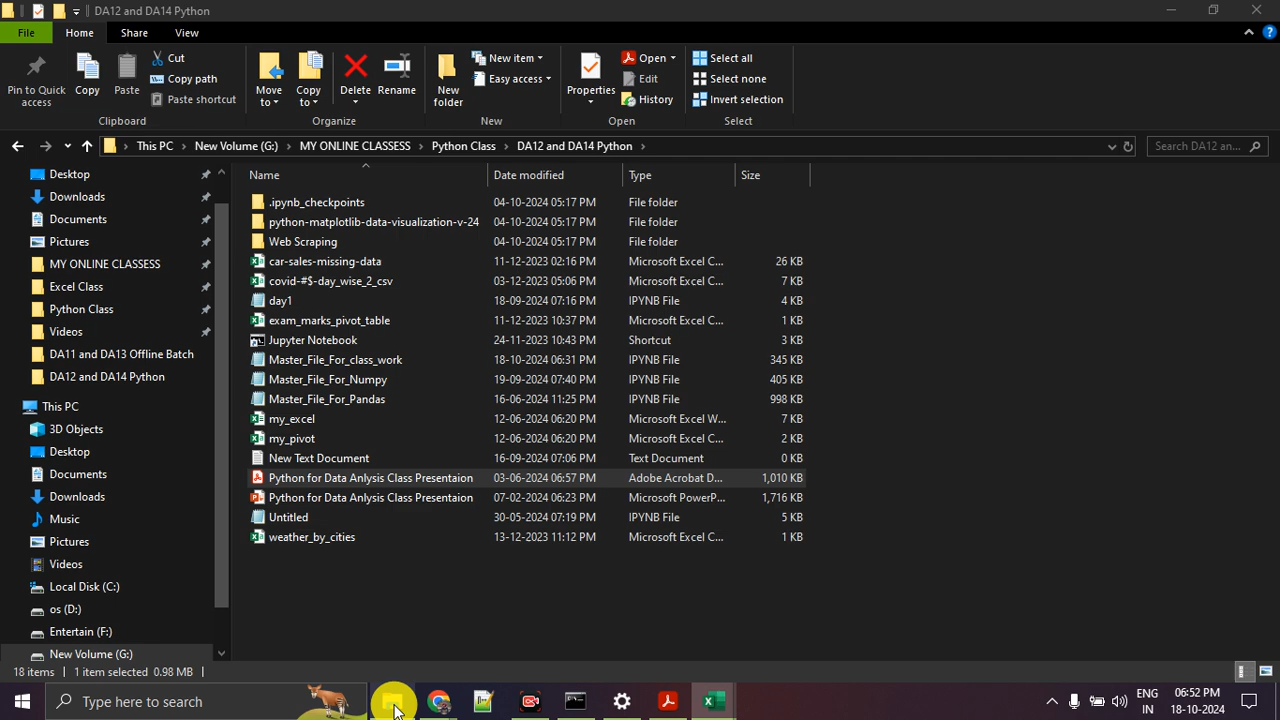 DA12 and DA14 Python
File Home Share View
Pin to Quick access
Copy
Paste
Cut
Copy path
Paste shortcut
Clipboard
Move to
Copy to
Delete
Rename
Organize
New folder
New item
Easy access
New
Properties
Open
Edit
History
Open
Select all
Select none
Invert selection
Select
This PC New Volume (G:) MY ONLINE CLASSESS Python Class DA12 and DA14 Python
Search DA12 an...
Desktop
Downloads
Documents
Pictures
MY ONLINE CLASSESS
Excel Class
Python Class
Videos
DA11 and DA13 Offline Batch
DA12 and DA14 Python
This PC
3D Objects
Desktop
Documents
Downloads
Music
Pictures
Videos
Local Disk (C:)
os (D:)
Entertain (F:)
New Volume (G:)
Name Date modified Type Size
.ipynb_checkpoints 04-10-2024 05:17 PM File folder
python-matplotlib-data-visualization-v-24 04-10-2024 05:17 PM File folder
Web Scraping 04-10-2024 05:17 PM File folder
car-sales-missing-data 11-12-2023 02:16 PM Microsoft Excel C... 26 KB
covid-#$-day_wise_2_csv 03-12-2023 05:06 PM Microsoft Excel C... 7 KB
day1 18-09-2024 07:16 PM IPYNB File 4 KB
exam_marks_pivot_table 11-12-2023 10:37 PM Microsoft Excel C... 1 KB
Jupyter Notebook 24-11-2023 10:43 PM Shortcut 3 KB
Master_File_For_class_work 18-10-2024 06:31 PM IPYNB File 345 KB
Master_File_For_Numpy 19-09-2024 07:40 PM IPYNB File 405 KB
Master_File_For_Pandas 16-06-2024 11:25 PM IPYNB File 998 KB
my_excel 12-06-2024 06:20 PM Microsoft Excel W... 7 KB
my_pivot 12-06-2024 06:20 PM Microsoft Excel C... 2 KB
New Text Document 16-09-2024 07:06 PM Text Document 0 KB
Python for Data Anlysis Class Presentaion 03-06-2024 06:57 PM Adobe Acrobat D... 1,010 KB
Python for Data Anlysis Class Presentaion 07-02-2024 06:23 PM Microsoft PowerP... 1,716 KB
Untitled 30-05-2024 07:19 PM IPYNB File 5 KB
weather_by_cities 13-12-2023 11:12 PM Microsoft Excel C... 1 KB
18 items 1 item selected 0.98 MB
Type here to search
ENG
IN
06:52 PM
18-10-2024